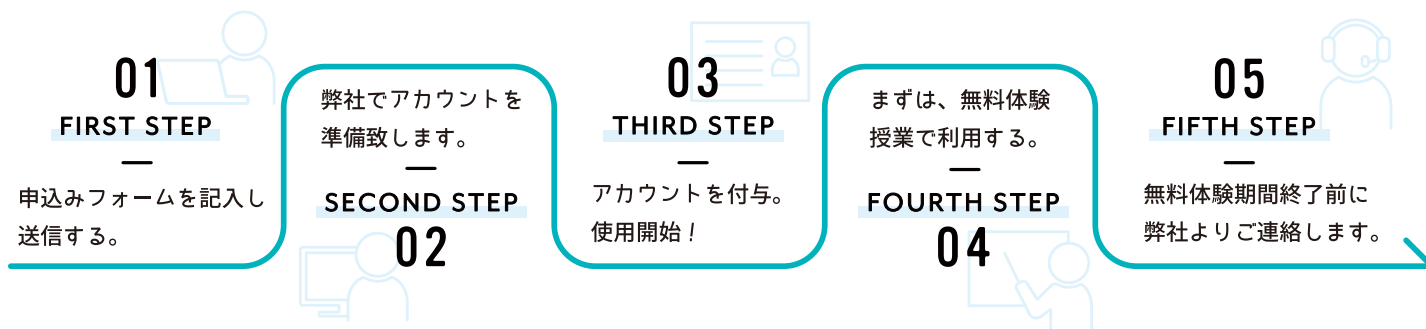 01
FIRST STEP
申込みフォームを記入し
送信する。
弊社でアカウントを
準備致します。
SECOND STEP
02
03
THIRD STEP
アカウントを付与。
使用開始！
まずは、無料体験
授業で利用する。
FOURTH STEP
04
05
FIFTH STEP
無料体験期間終了前に
弊社よりご連絡します。